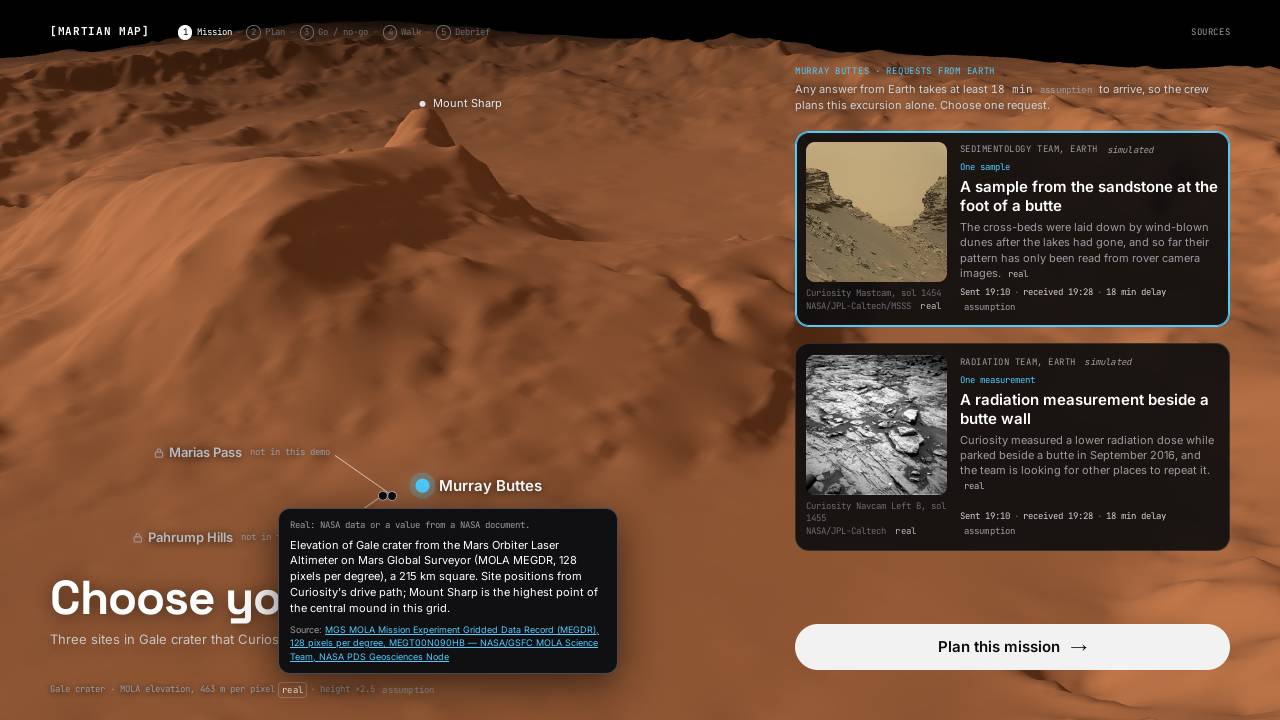 [MARTIAN MAP]
1 Mission 2 Plan 3 Go / no-go 4 Walk 5 Debrief
SOURCES
Mount Sharp
Marias Pass not in this demo
Murray Buttes
Pahrump Hills not in
Choose yo
Three sites in Gale crater that Curios
Real: NASA data or a value from a NASA document.
Elevation of Gale crater from the Mars Orbiter Laser
Altimeter on Mars Global Surveyor (MOLA MEGDR, 128
pixels per degree), a 215 km square. Site positions from
Curiosity's drive path; Mount Sharp is the highest point of
the central mound in this grid.
Source: MGS MOLA Mission Experiment Gridded Data Record (MEGDR),
128 pixels per degree, MEGT00N090HB — NASA/GSFC MOLA Science
Team, NASA PDS Geosciences Node
Gale crater · MOLA elevation, 463 m per pixel real · height ×2.5 assumption
MURRAY BUTTES · REQUESTS FROM EARTH
Any answer from Earth takes at least 18 min assumption to arrive, so the crew
plans this excursion alone. Choose one request.
SEDIMENTOLOGY TEAM, EARTH simulated
One sample
A sample from the sandstone at the
foot of a butte
The cross-beds were laid down by wind-blown
dunes after the lakes had gone, and so far their
pattern has only been read from rover camera
images. real
Sent 19:10 · received 19:28 · 18 min delay
assumption
Curiosity Mastcam, sol 1454
NASA/JPL-Caltech/MSSS real
RADIATION TEAM, EARTH simulated
One measurement
A radiation measurement beside a
butte wall
Curiosity measured a lower radiation dose while
parked beside a butte in September 2016, and
the team is looking for other places to repeat it.
real
Sent 19:10 · received 19:28 · 18 min delay
assumption
Curiosity Navcam Left B, sol
1455
NASA/JPL-Caltech real
Plan this mission →